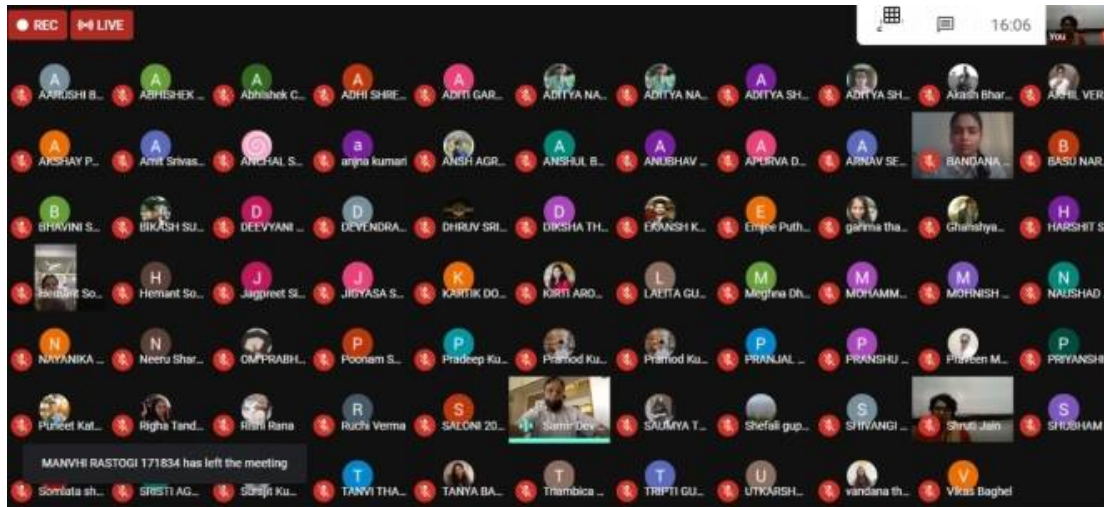 REC LIVE 16:06
You
A A A A A A
AARUSHI B... ABHISHEK ... Abhishek C... ADHI SHRE... ADITI GAR... ADITYA NA... ADITYA NA... ADITYA SH... ADITYA SH... Akash Bhar... AKHIL VER
A A a A A A A B
AKSHAY P... Amit Srivas... ANCHAL S... anjna kumari ANSH AGR... ANSHUL B... ANUBHAV ... APURVA D... ARNAV SE... BANDANA ... BASU NAR
B D D D E H
BHAVINI S... BIKASH SU... DEEVYANI ... DEVENDRA... DHRUV SRI... DIKSHA TH... EKANSH K... Emjee Puth... garima tha... Ghanshya... HARSHIT S
H J J K L M M M N
Hemant So... Hemant So... Jagpreet Si... JIGYASA S... KARTIK DO... KIRTI ARO... LALITA GU... Meghna Dh... MOHAMM... MOHNISH ... NAUSHAD
N N P P P P P
NAYANIKA ... Neeru Shar... OM PRABH... Poonam S... Pradeep Ku... Pramod Ku... Pramod Ku... PRANJAL ... PRANSHU ... Praveen M... PRIYANSHI
R S S S
Puneet Kat... Righa Tand... Rishi Rana Ruchi Verma SALONI 20... Samir Dev... SAUMYA T... Shefali gup... SHIVANGI ... Shruti Jain SHUBHAM
MANVHI RASTOGI 171834 has left the meeting
T T T U V
Somlata sh... SRISTI AG... Surajit Ku... TANVI THA... TANYA BA... Triambica ... TRIPTI GU... UTKARSH... vandana th... Vikas Baghel